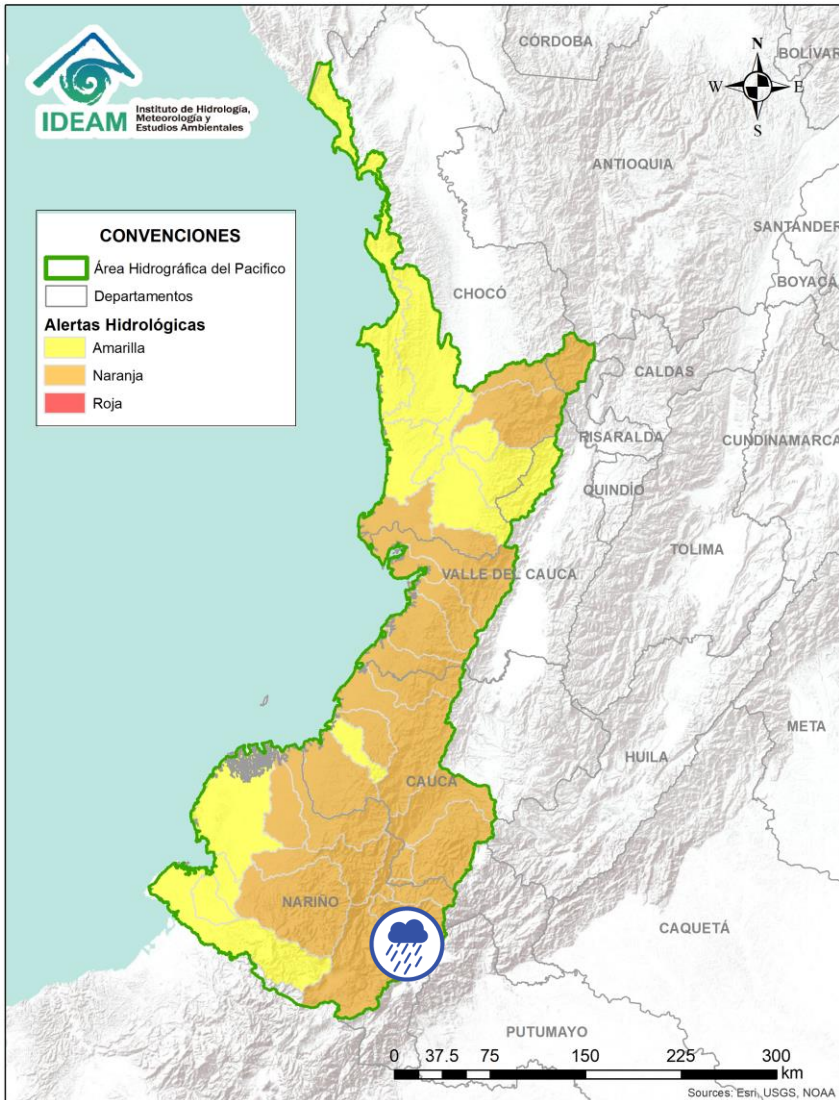 IDEAM
Instituto de Hidrología,
Meteorología y
Estudios Ambientales
CÓRDOBA
BOLÍVAR
N
W
E
S
ANTIOQUIA
SANTANDER
BOYACÁ
CONVENCIONES
Área Hidrográfica del Pacifico
Departamentos
Alertas Hidrológicas
Amarilla
Naranja
Roja
CHOCÓ
CALDAS
RISARALDA
CUNDINAMARCA
QUINDÍO
TOLIMA
VALLE DEL CAUCA
META
HUILA
CAUCA
NARIÑO
CAQUETÁ
PUTUMAYO
0 37.5 75 150 225 300
km
Sources: Esri, USGS, NOAA